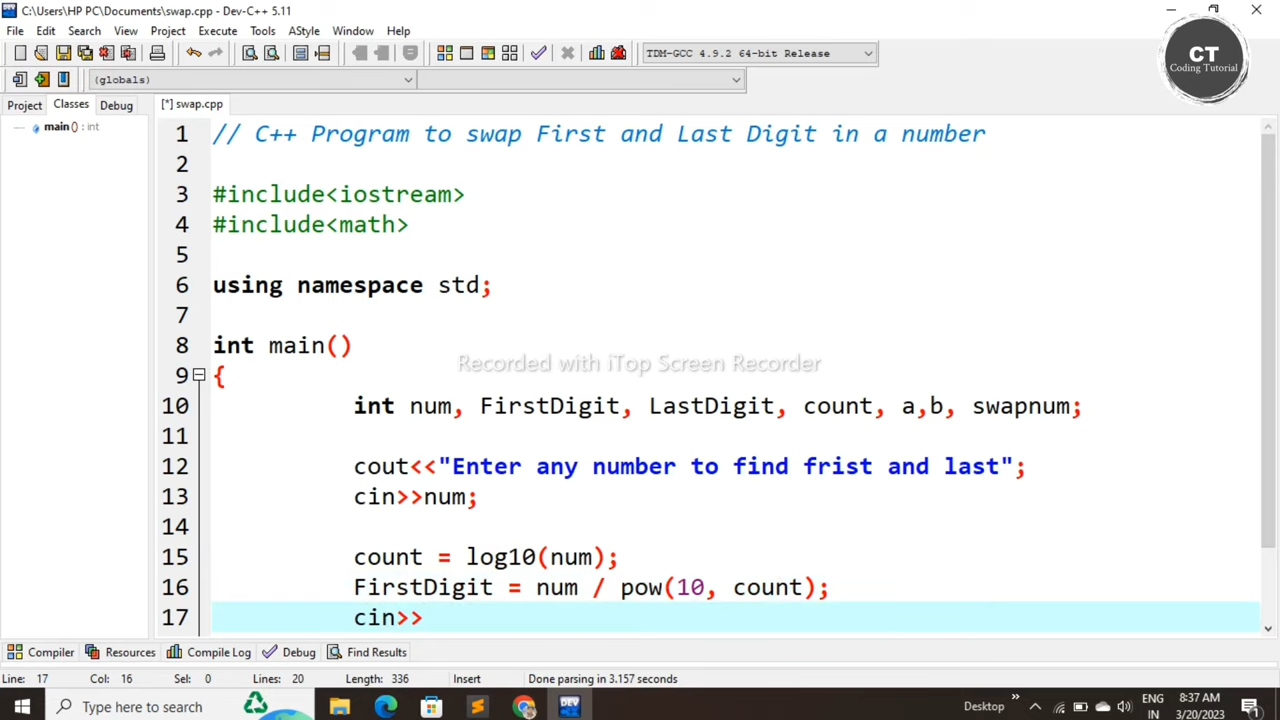 C:\Users\HP PC\Documents\swap.cpp - Dev-C++ 5.11
File Edit Search View Project Execute Tools AStyle Window Help
CT
Coding Tutorial
TDM-GCC 4.9.2 64-bit Release
(globals)
Project Classes Debug [*] swap.cpp
main () : int
1 // C++ Program to swap First and Last Digit in a number
2
3 #include<iostream>
4 #include<math>
5
6 using namespace std;
7
8 int main()
Recorded with iTop Screen Recorder
9 {
10 int num, FirstDigit, LastDigit, count, a,b, swapnum;
11
12 cout<<"Enter any number to find frist and last";
13 cin>>num;
14
15 count = log10(num);
16 FirstDigit = num / pow(10, count);
17 cin>>
Compiler Resources Compile Log Debug Find Results
Line: 17 Col: 16 Sel: 0 Lines: 20 Length: 336 Insert Done parsing in 3.157 seconds
Type here to search DEV Desktop » ENG 8:37 AM
IN 3/20/2023 1